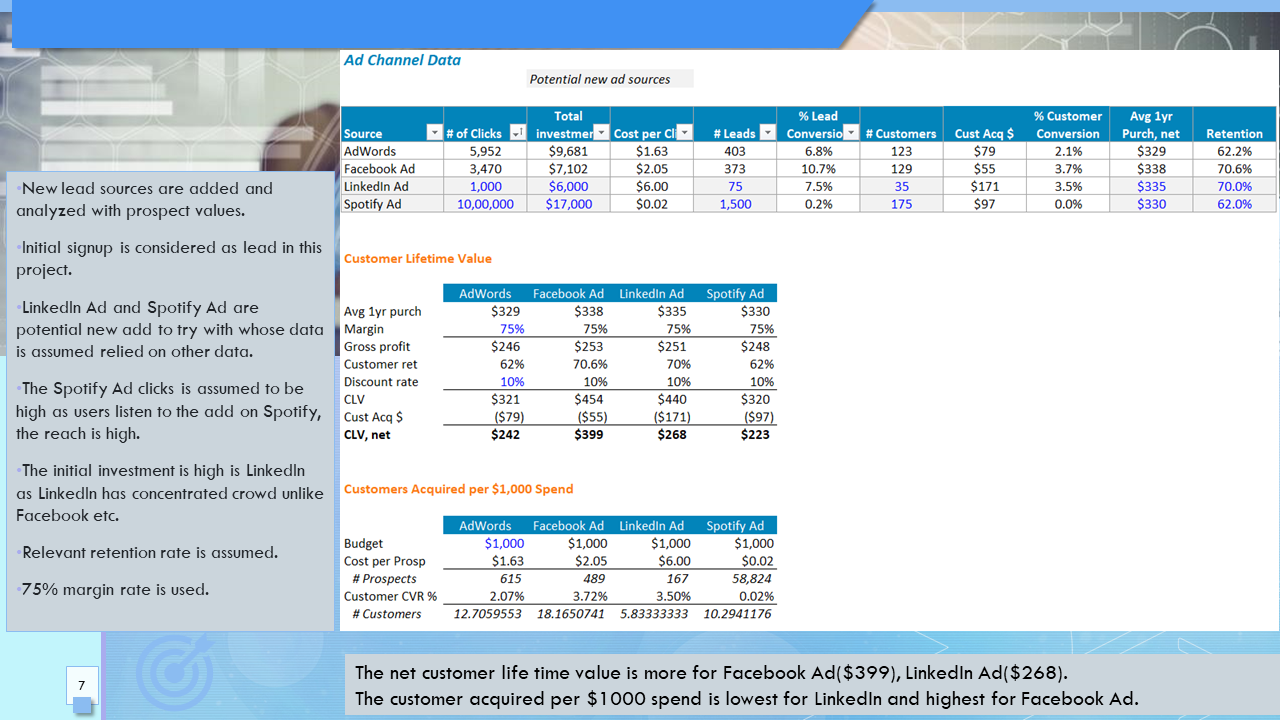 Ad Channel Data
Potential new ad sources
Total % Lead % Customer Avg 1yr
Source # of Clicks investmer Cost per Cli # Leads Conversio # Customers Cust Acq $ Conversion Purch, net Retention
AdWords 5,952 $9,681 $1.63 403 6.8% 123 $79 2.1% $329 62.2%
Facebook Ad 3,470 $7,102 $2.05 373 10.7% 129 $55 3.7% $338 70.6%
LinkedIn Ad 1,000 $6,000 $6.00 75 7.5% 35 $171 3.5% $335 70.0%
Spotify Ad 10,00,000 $17,000 $0.02 1,500 0.2% 175 $97 0.0% $330 62.0%
•New lead sources are added and
analyzed with prospect values.
•Initial signup is considered as lead in this
project.
•LinkedIn Ad and Spotify Ad are
potential new add to try with whose data
is assumed relied on other data.
•The Spotify Ad clicks is assumed to be
high as users listen to the add on Spotify,
the reach is high.
•The initial investment is high is LinkedIn
as LinkedIn has concentrated crowd unlike
Facebook etc.
•Relevant retention rate is assumed.
•75% margin rate is used.
Customer Lifetime Value
AdWords Facebook Ad LinkedIn Ad Spotify Ad
Avg 1yr purch $329 $338 $335 $330
Margin 75% 75% 75% 75%
Gross profit $246 $253 $251 $248
Customer ret 62% 70.6% 70% 62%
Discount rate 10% 10% 10% 10%
CLV $321 $454 $440 $320
Cust Acq $ ($79) ($55) ($171) ($97)
CLV, net $242 $399 $268 $223
Customers Acquired per $1,000 Spend
AdWords Facebook Ad LinkedIn Ad Spotify Ad
Budget $1,000 $1,000 $1,000 $1,000
Cost per Prosp $1.63 $2.05 $6.00 $0.02
# Prospects 615 489 167 58,824
Customer CVR % 2.07% 3.72% 3.50% 0.02%
# Customers 12.7059553 18.1650741 5.83333333 10.2941176
The net customer life time value is more for Facebook Ad($399), LinkedIn Ad($268).
The customer acquired per $1000 spend is lowest for LinkedIn and highest for Facebook Ad.
7